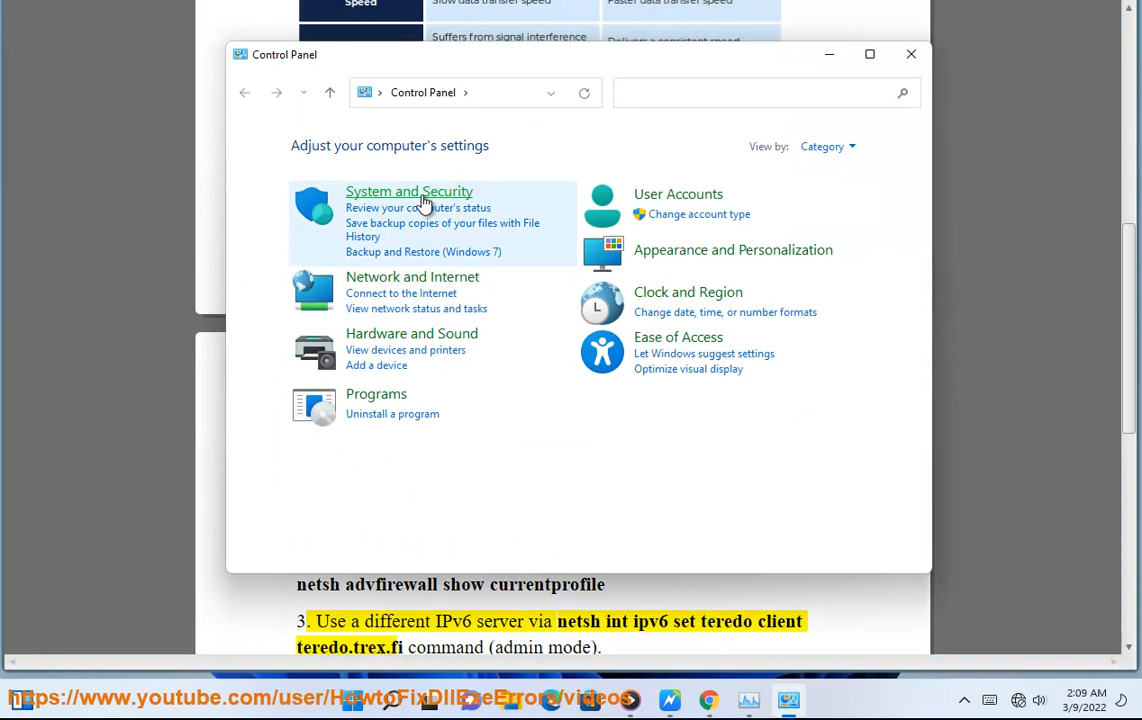 Speed
Slow data transfer speed
Faster data transfer speed
Suffers from signal interference
Delivers a consistent speed
Control Panel
Control Panel
Adjust your computer's settings
View by:
Category
System and Security
Review your computer's status
Save backup copies of your files with File
History
Backup and Restore (Windows 7)
Network and Internet
Connect to the Internet
View network status and tasks
Hardware and Sound
View devices and printers
Add a device
Programs
Uninstall a program
User Accounts
Change account type
Appearance and Personalization
Clock and Region
Change date, time, or number formats
Ease of Access
Let Windows suggest settings
Optimize visual display
netsh advfirewall show currentprofile
3. Use a different IPv6 server via netsh int ipv6 set teredo client
teredo.trex.fi command (admin mode).
https://www.youtube.com/user/HowtoFixDllExeErrors/videos
2:09 AM
3/9/2022